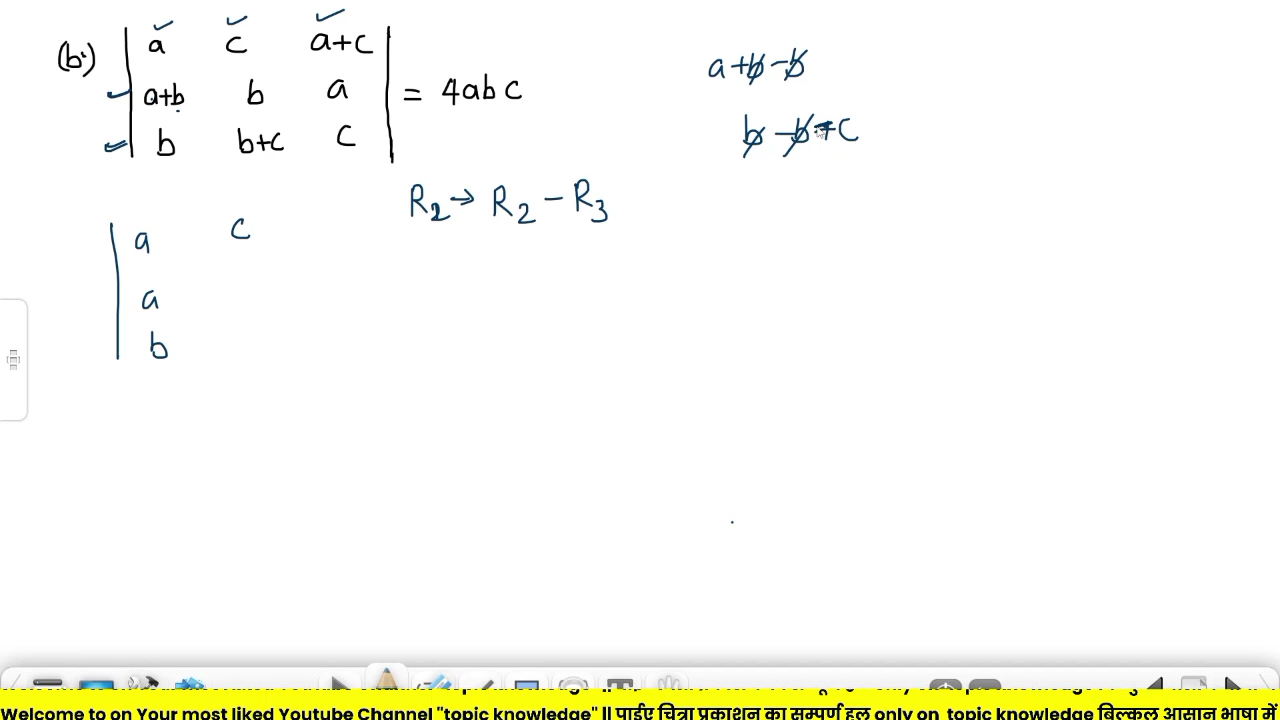 (b) | a c a+c |
| a+b b a | = 4abc
| b b+c c |
a+b-b
b-b+c
R₂ → R₂ - R₃
| a c
| a
| b
Welcome to on Your most liked Youtube Channel "topic knowledge" || पाईए चित्रा प्रकाशन का सम्पूर्ण हल only on topic knowledge बिल्कुल आसान भाषा में